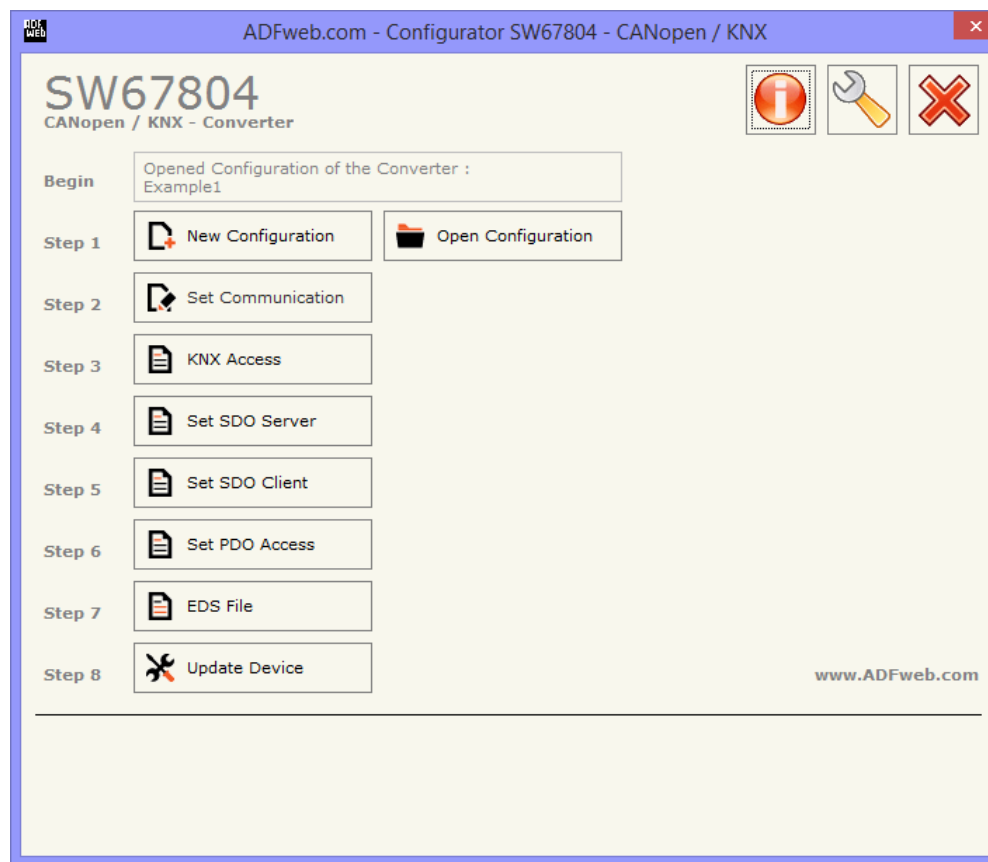 ADF
WEB
ADFweb.com - Configurator SW67804 - CANopen / KNX
SW67804
CANopen / KNX - Converter
Begin
Opened Configuration of the Converter :
Example1
Step 1
New Configuration
Open Configuration
Step 2
Set Communication
Step 3
KNX Access
Step 4
Set SDO Server
Step 5
Set SDO Client
Step 6
Set PDO Access
Step 7
EDS File
Step 8
Update Device
www.ADFweb.com